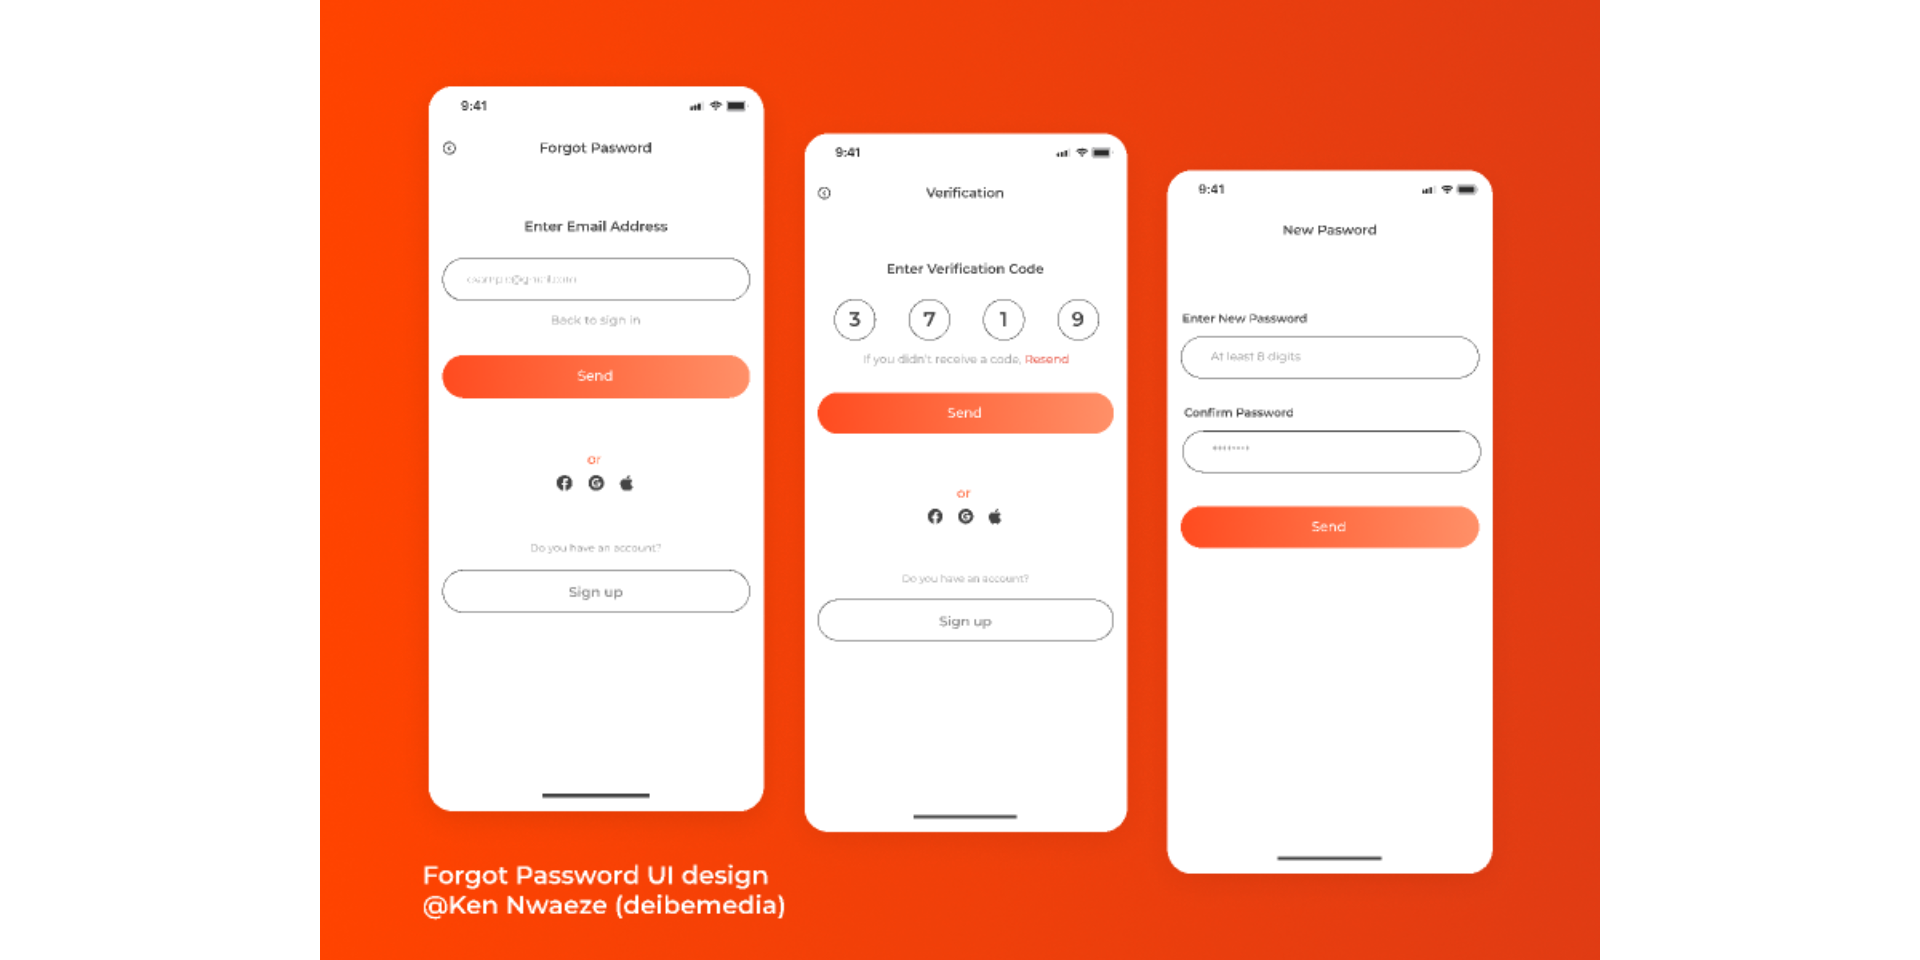 9:41
Forgot Pasword
Enter Email Address
example@gmail.com
Back to sign in
Send
or
Do you have an account?
Sign up
9:41
Verification
Enter Verification Code
3 7 1 9
If you didn't receive a code, Resend
Send
or
Do you have an account?
Sign up
9:41
New Pasword
Enter New Password
At least 8 digits
Confirm Password
********
Send
Forgot Password UI design
@Ken Nwaeze (deibemedia)